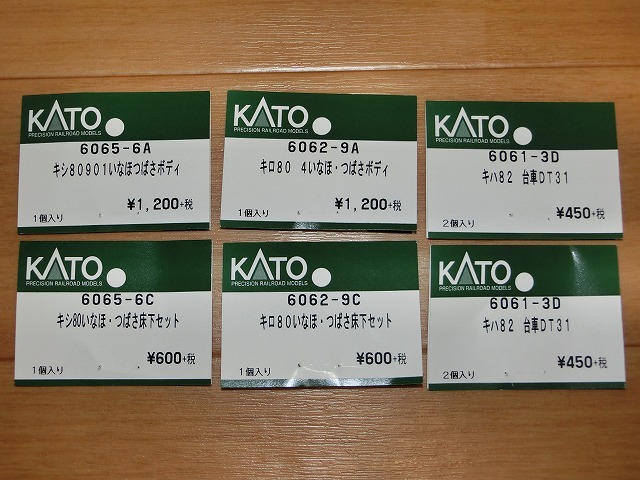 KATO
PRECISION RAILROAD MODELS
6065-6A
キシ80901いなほつばさボディ
¥1,200+税
1個入り
KATO
PRECISION RAILROAD MODELS
6062-9A
キロ80 4いなほ・つばさボディ
¥1,200+税
1個入り
KATO
PRECISION RAILROAD MODELS
6061-3D
キハ82 台車DT31
¥450+税
2個入り
KATO
PRECISION RAILROAD MODELS
6065-6C
キシ80いなほ・つばさ床下セット
¥600+税
1個入り
KATO
PRECISION RAILROAD MODELS
6062-9C
キロ80いなほ・つばさ床下セット
¥600+税
1個入り
KATO
PRECISION RAILROAD MODELS
6061-3D
キハ82 台車DT31
¥450+税
2個入り